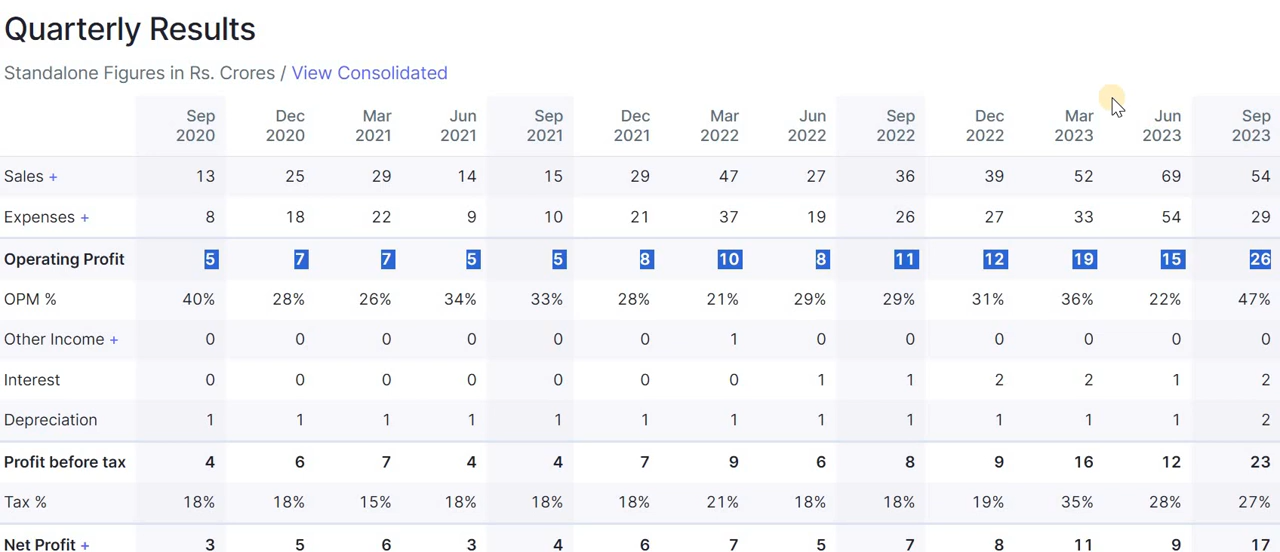 Quarterly Results
Standalone Figures in Rs. Crores / View Consolidated
Sep 2020 Dec 2020 Mar 2021 Jun 2021 Sep 2021 Dec 2021 Mar 2022 Jun 2022 Sep 2022 Dec 2022 Mar 2023 Jun 2023 Sep 2023
Sales + 13 25 29 14 15 29 47 27 36 39 52 69 54
Expenses + 8 18 22 9 10 21 37 19 26 27 33 54 29
Operating Profit 5 7 7 5 5 8 10 8 11 12 19 15 26
OPM % 40% 28% 26% 34% 33% 28% 21% 29% 29% 31% 36% 22% 47%
Other Income + 0 0 0 0 0 0 1 0 0 0 0 0 0
Interest 0 0 0 0 0 0 0 1 1 2 2 1 2
Depreciation 1 1 1 1 1 1 1 1 1 1 1 1 2
Profit before tax 4 6 7 4 4 7 9 6 8 9 16 12 23
Tax % 18% 18% 15% 18% 18% 18% 21% 18% 18% 19% 35% 28% 27%
Net Profit + 3 5 6 3 4 6 7 5 7 8 11 9 17